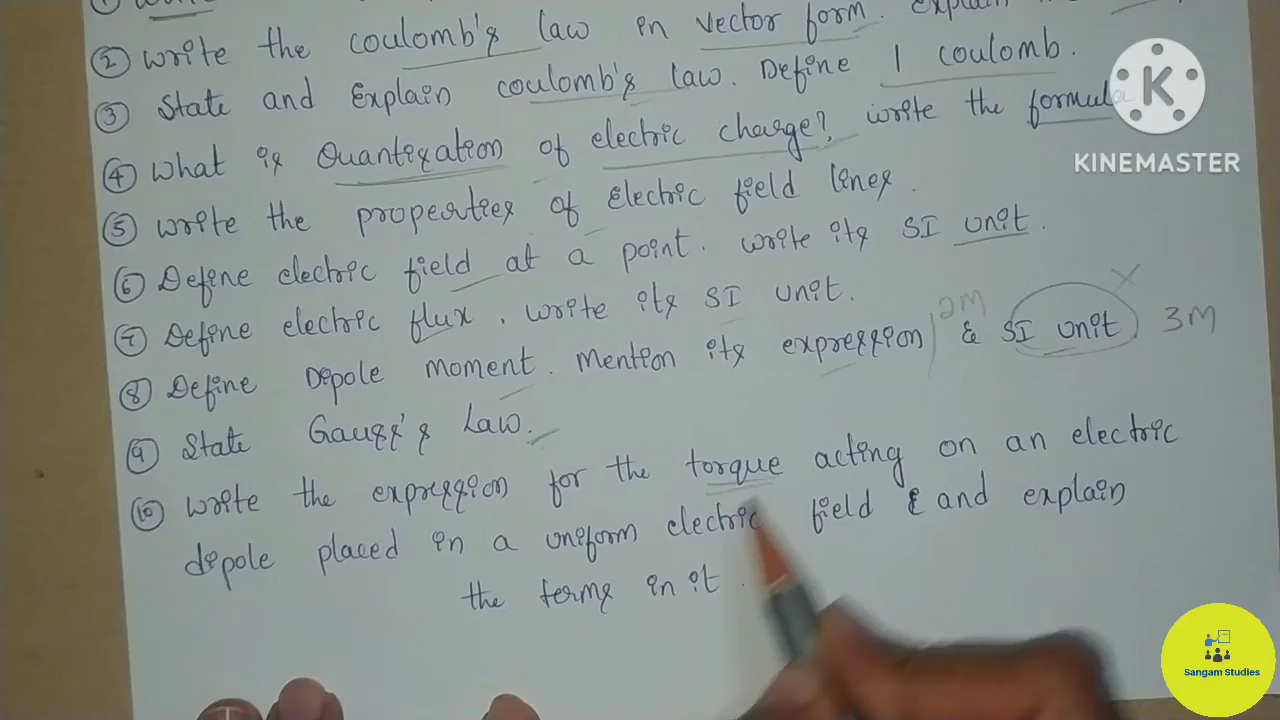 ② Write the coulomb's law in vector form. Explain
③ State and Explain coulomb's law. Define 1 coulomb.
④ What is Quantization of electric charge? write the formula
⑤ Write the properties of Electric field lines.
⑥ Define electric field at a point. write its SI unit.
⑦ Define electric flux. write its SI unit.
⑧ Define Dipole moment. Mention its expression | 2M & SI unit X 3M
⑨ State Gauss's Law.
⑩ Write the expression for the torque acting on an electric
dipole placed in a uniform electric field E and explain
the terms in it.
K
KINEMASTER
Sangam Studies